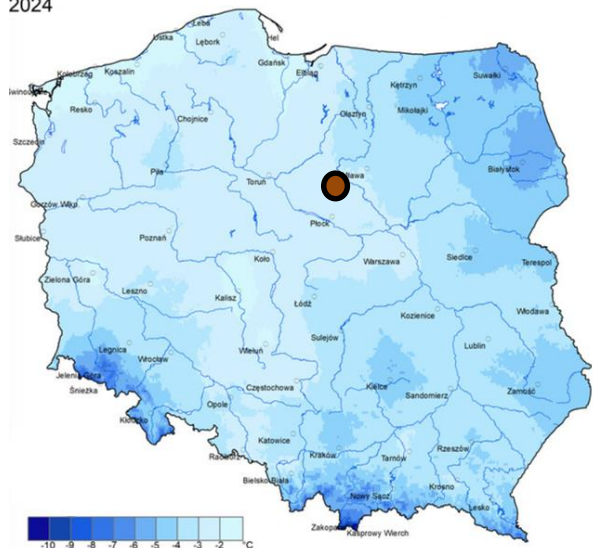 2024
Łeba
Ustka
Hel
Lębork
Gdańsk
Elbląg
Suwałki
Kołobrzeg
Koszalin
Kętrzyn
Resko
Chojnice
Olsztyn
Mikołajki
Szczecin
Piła
Toruń
Białystok
Gorzów Wlkp.
Płock
Słubice
Poznań
Koło
Warszawa
Siedlce
Terespol
Zielona Góra
Leszno
Kalisz
Łódź
Kozienice
Włodawa
Legnica
Wrocław
Wieluń
Sulejów
Lublin
Jelenia Góra
Śnieżka
Częstochowa
Kielce
Sandomierz
Zamość
Kłodzko
Opole
Katowice
Kraków
Tarnów
Rzeszów
Racibórz
Bielsko-Biała
Nowy Sącz
Krosno
Lesko
Zakopane
Kasprowy Wierch
-10 -9 -8 -7 -6 -5 -4 -3 -2 °C